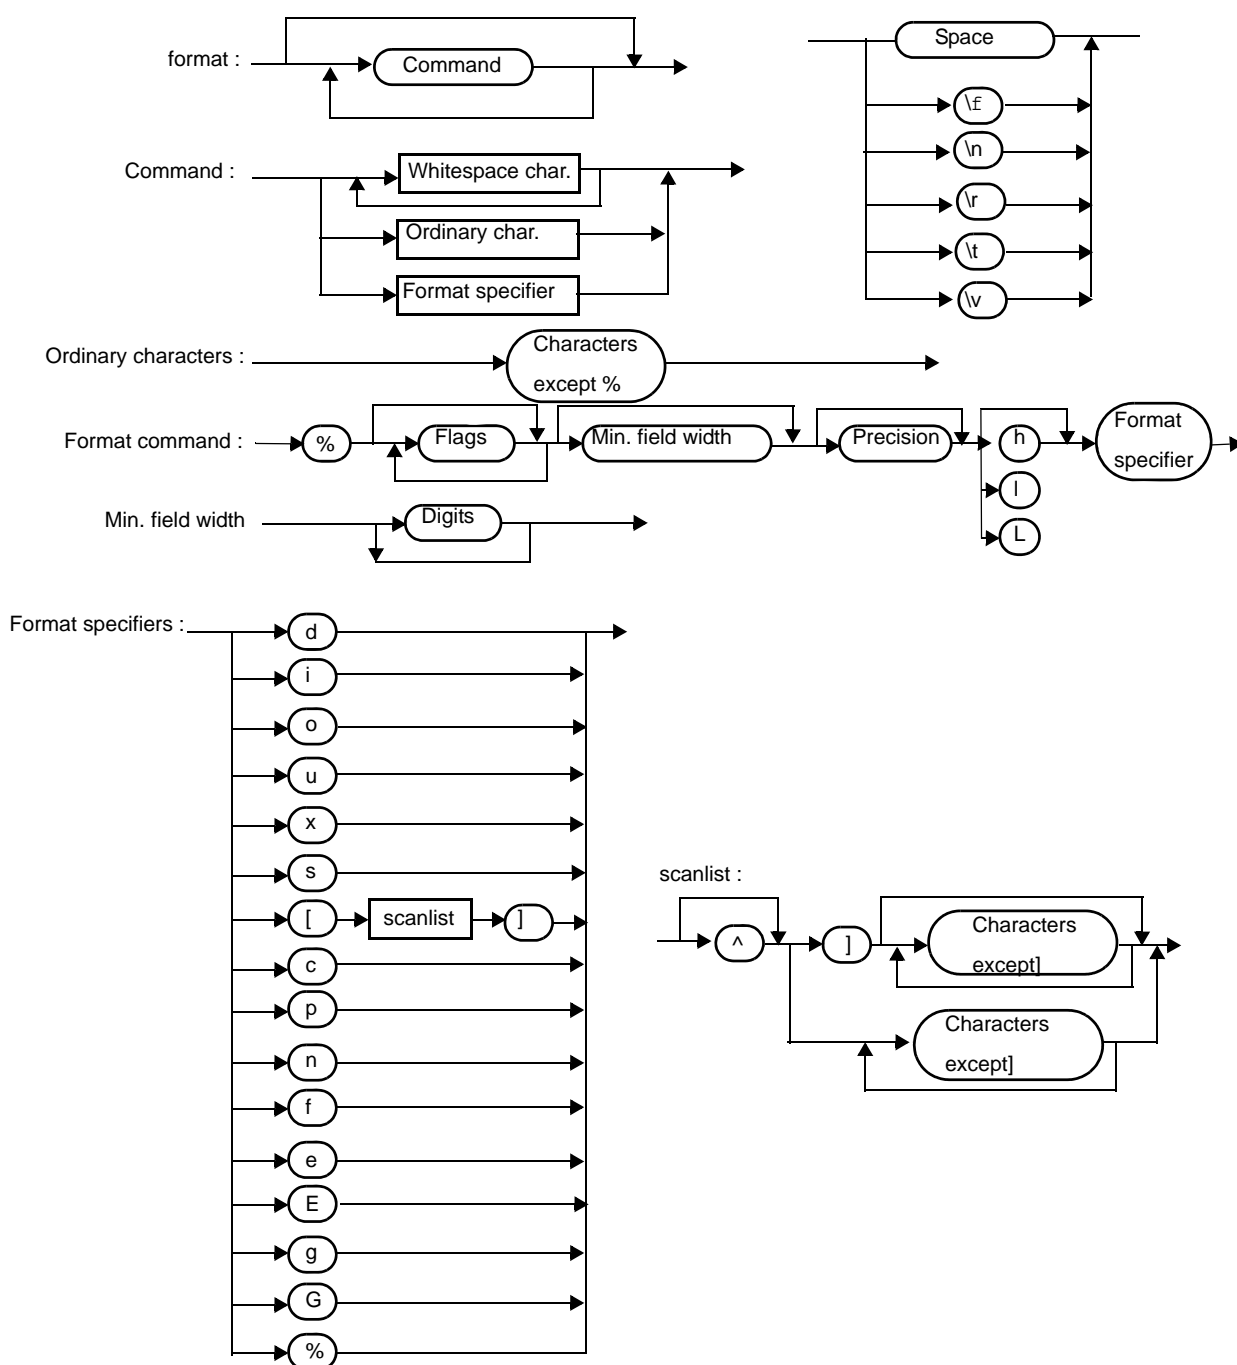 format :
Command
Space
\f
\n
\r
\t
\v
Command :
Whitespace char.
Ordinary char.
Format specifier
Ordinary characters :
Characters
except %
Format command :
%
Flags
Min. field width
Precision
h
l
L
Format
specifier
Min. field width
Digits
Format specifiers :
d
i
o
u
x
s
[
scanlist
]
c
p
n
f
e
E
g
G
%
scanlist :
^
]
Characters
except]
Characters
except]